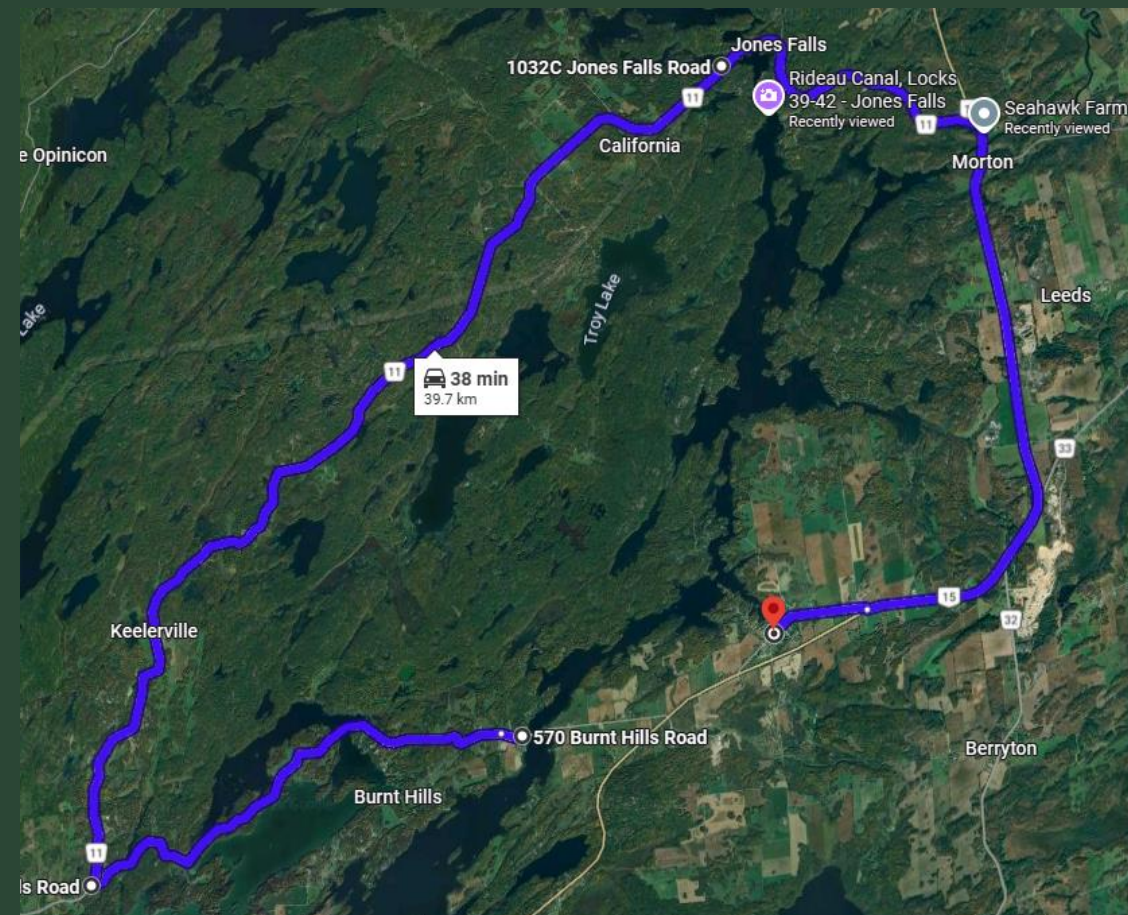 Jones Falls
1032C Jones Falls Road
11
Rideau Canal, Locks
39-42 - Jones Falls
Recently viewed
Seahawk Farm
Recently viewed
11
California
e Opinicon
Morton
Troy Lake
Leeds
Lake
11
38 min
39.7 km
33
15
32
Keelerville
570 Burnt Hills Road
Berryton
Burnt Hills
11
ls Road